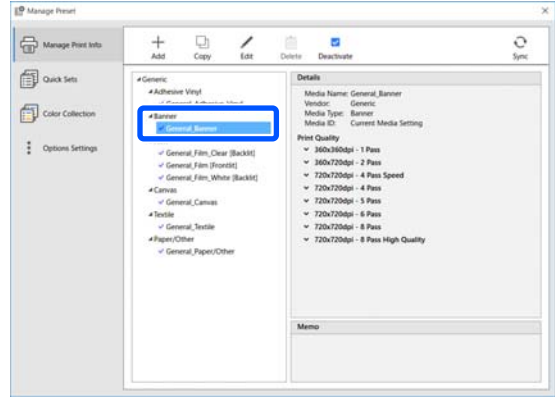 Manage Preset
Manage Print Info
Quick Sets
Color Collection
Options Settings
Add
Copy
Edit
Delete
Deactivate
Sync
Generic
Adhesive Vinyl
General_Adhesive_Vinyl
Banner
General_Banner
General_Film_Clear [Backlit]
General_Film [Frontlit]
General_Film_White [Backlit]
Canvas
General_Canvas
Textile
General_Textile
Paper/Other
General_Paper/Other
Details
Media Name: General_Banner
Vendor: Generic
Media Type: Banner
Media ID: Current Media Setting
Print Quality
360x360dpi - 1 Pass
360x720dpi - 2 Pass
720x720dpi - 4 Pass Speed
720x720dpi - 4 Pass
720x720dpi - 5 Pass
720x720dpi - 6 Pass
720x720dpi - 8 Pass
720x720dpi - 8 Pass High Quality
Memo